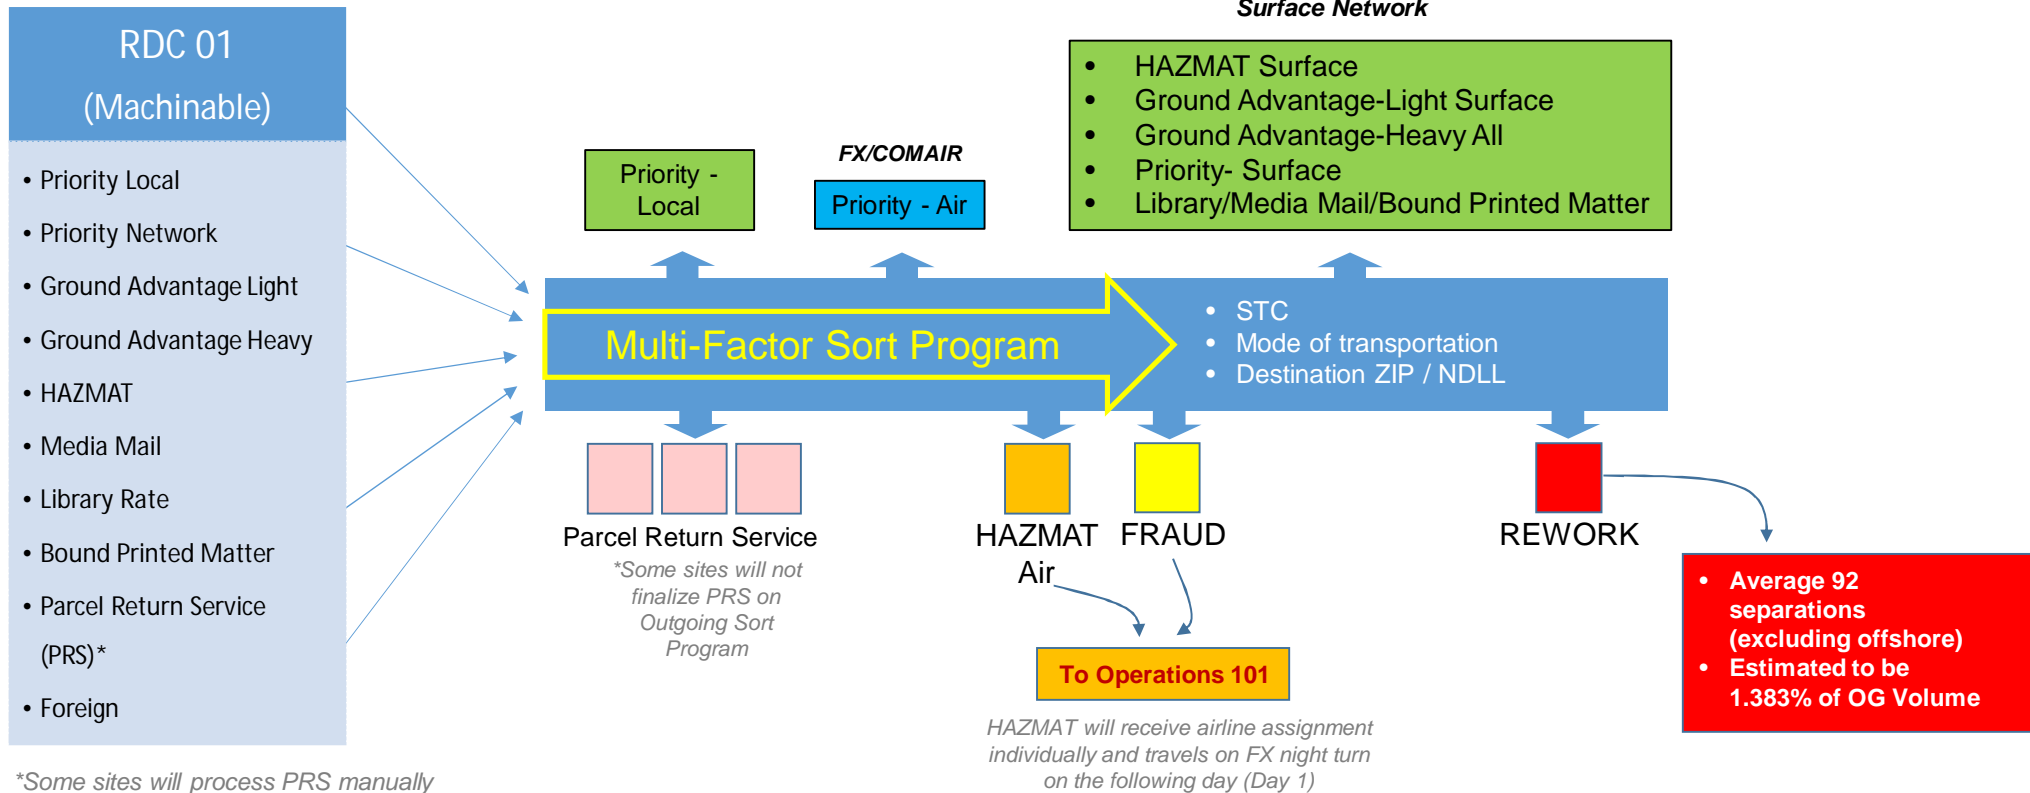 RDC 01
(Machinable)
• Priority Local
• Priority Network
• Ground Advantage Light
• Ground Advantage Heavy
• HAZMAT
• Media Mail
• Library Rate
• Bound Printed Matter
• Parcel Return Service
(PRS)*
• Foreign
*Some sites will process PRS manually
Priority -
Local
FX/COMAIR
Priority - Air
Surface Network
• HAZMAT Surface
• Ground Advantage-Light Surface
• Ground Advantage-Heavy All
• Priority- Surface
• Library/Media Mail/Bound Printed Matter
Multi-Factor Sort Program
• STC
• Mode of transportation
• Destination ZIP / NDLL
Parcel Return Service
*Some sites will not
finalize PRS on
Outgoing Sort
Program
HAZMAT
Air
FRAUD
REWORK
To Operations 101
HAZMAT will receive airline assignment
individually and travels on FX night turn
on the following day (Day 1)
• Average 92
separations
(excluding offshore)
• Estimated to be
1.383% of OG Volume